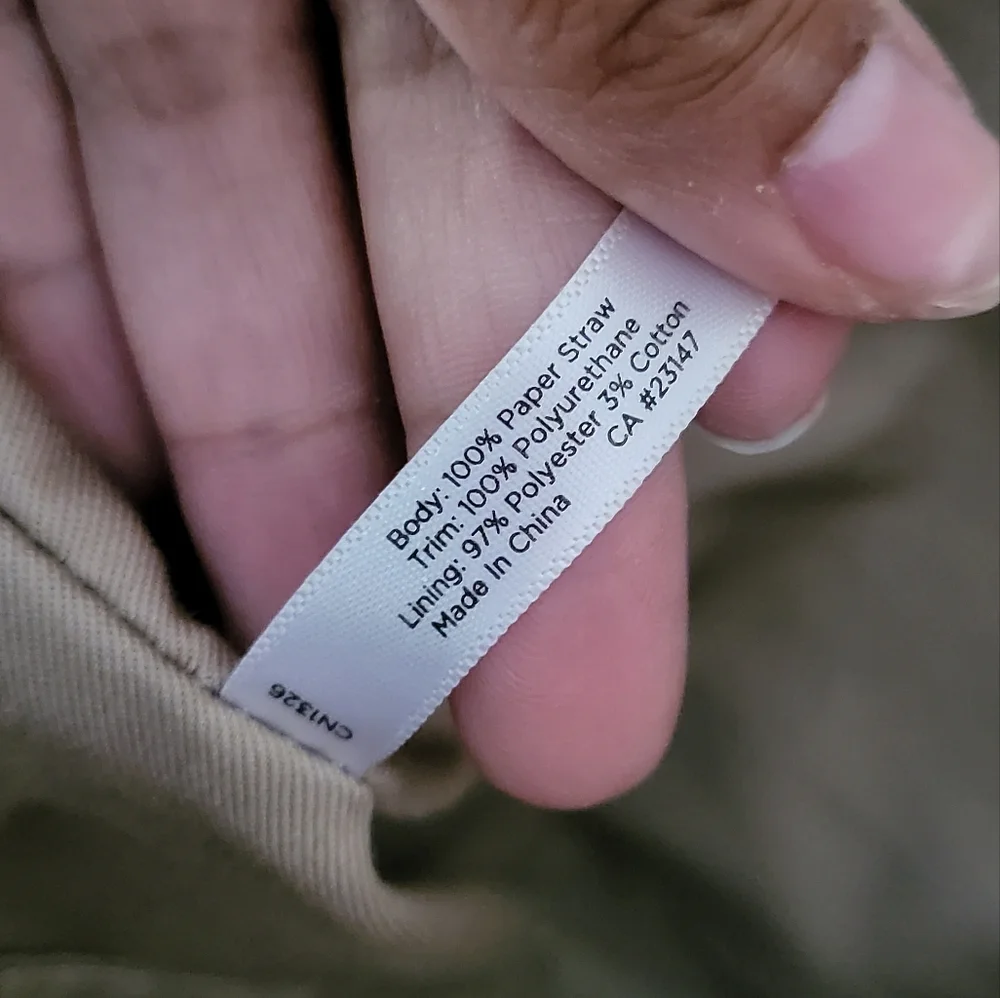 Body: 100% Paper Straw
Trim: 100% Polyurethane
Lining: 97% Polyester 3% Cotton
Made In China
CA #23147
CN1326